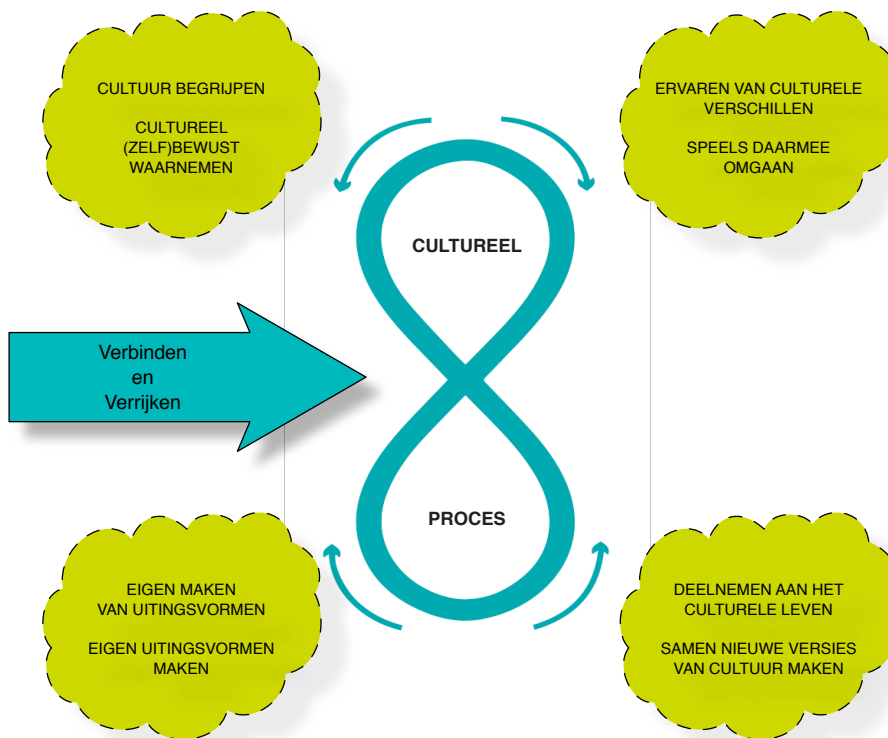 CULTUUR BEGRIJPEN
CULTUREEL
(ZELF)BEWUST
WAARNEMEN
ERVAREN VAN CULTURELE
VERSCHILLEN
SPEELS DAARMEE
OMGAAN
CULTUREEL
Verbinden
en
Verrijken
PROCES
EIGEN MAKEN
VAN UITINGSVORMEN
EIGEN UITINGSVORMEN
MAKEN
DEELNEMEN AAN HET
CULTURELE LEVEN
SAMEN NIEUWE VERSIES
VAN CULTUUR MAKEN